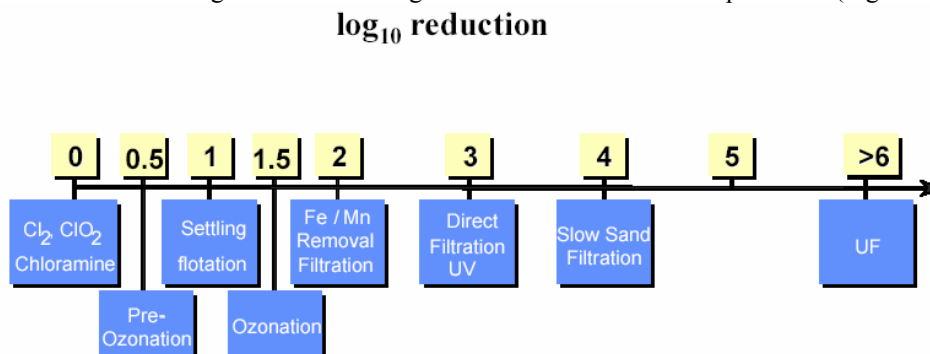 log₁₀ reduction
0
0.5
1
1.5
2
3
4
5
>6
Cl₂, ClO₂
Chloramine
Pre-
Ozonation
Settling
flotation
Ozonation
Fe / Mn
Removal
Filtration
Direct
Filtration
UV
Slow Sand
Filtration
UF